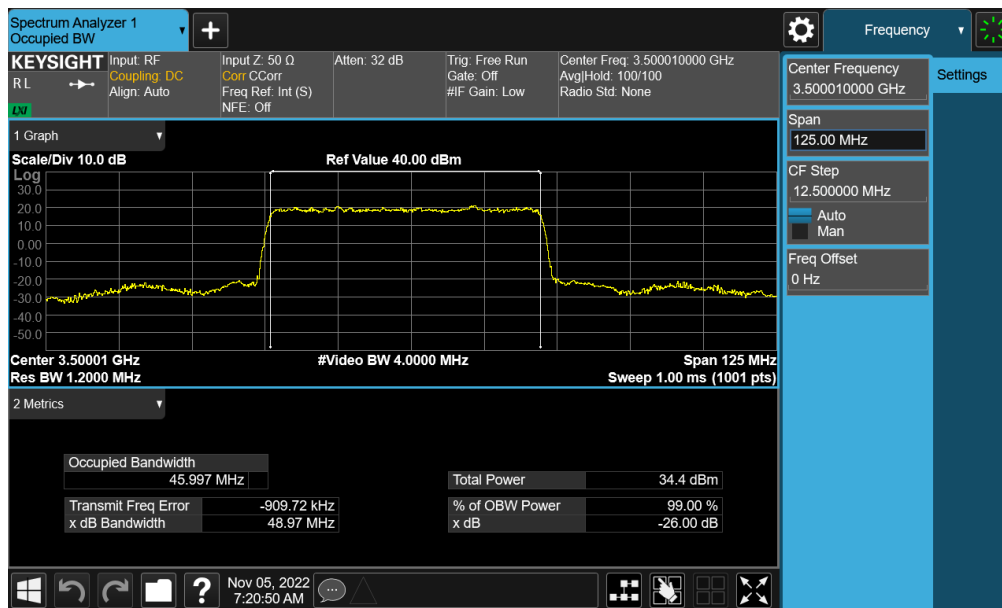 Spectrum Analyzer 1
Occupied BW
+
Frequency
KEYSIGHT
R L
LXI
Input: RF
Coupling: DC
Align: Auto
Input Z: 50 Ω
Corr CCorr
Freq Ref: Int (S)
NFE: Off
Atten: 32 dB
Trig: Free Run
Gate: Off
#IF Gain: Low
Center Freq: 3.500010000 GHz
Avg|Hold: 100/100
Radio Std: None
Center Frequency
3.500010000 GHz
Settings
Span
125.00 MHz
CF Step
12.500000 MHz
Auto
Man
Freq Offset
0 Hz
1 Graph
Scale/Div 10.0 dB
Ref Value 40.00 dBm
Log
30.0
20.0
10.0
0.00
-10.0
-20.0
-30.0
-40.0
-50.0
Center 3.50001 GHz
#Video BW 4.0000 MHz
Span 125 MHz
Res BW 1.2000 MHz
Sweep 1.00 ms (1001 pts)
2 Metrics
Occupied Bandwidth
45.997 MHz
Total Power 34.4 dBm
Transmit Freq Error -909.72 kHz
% of OBW Power 99.00 %
x dB Bandwidth 48.97 MHz
x dB -26.00 dB
?
Nov 05, 2022
7:20:50 AM